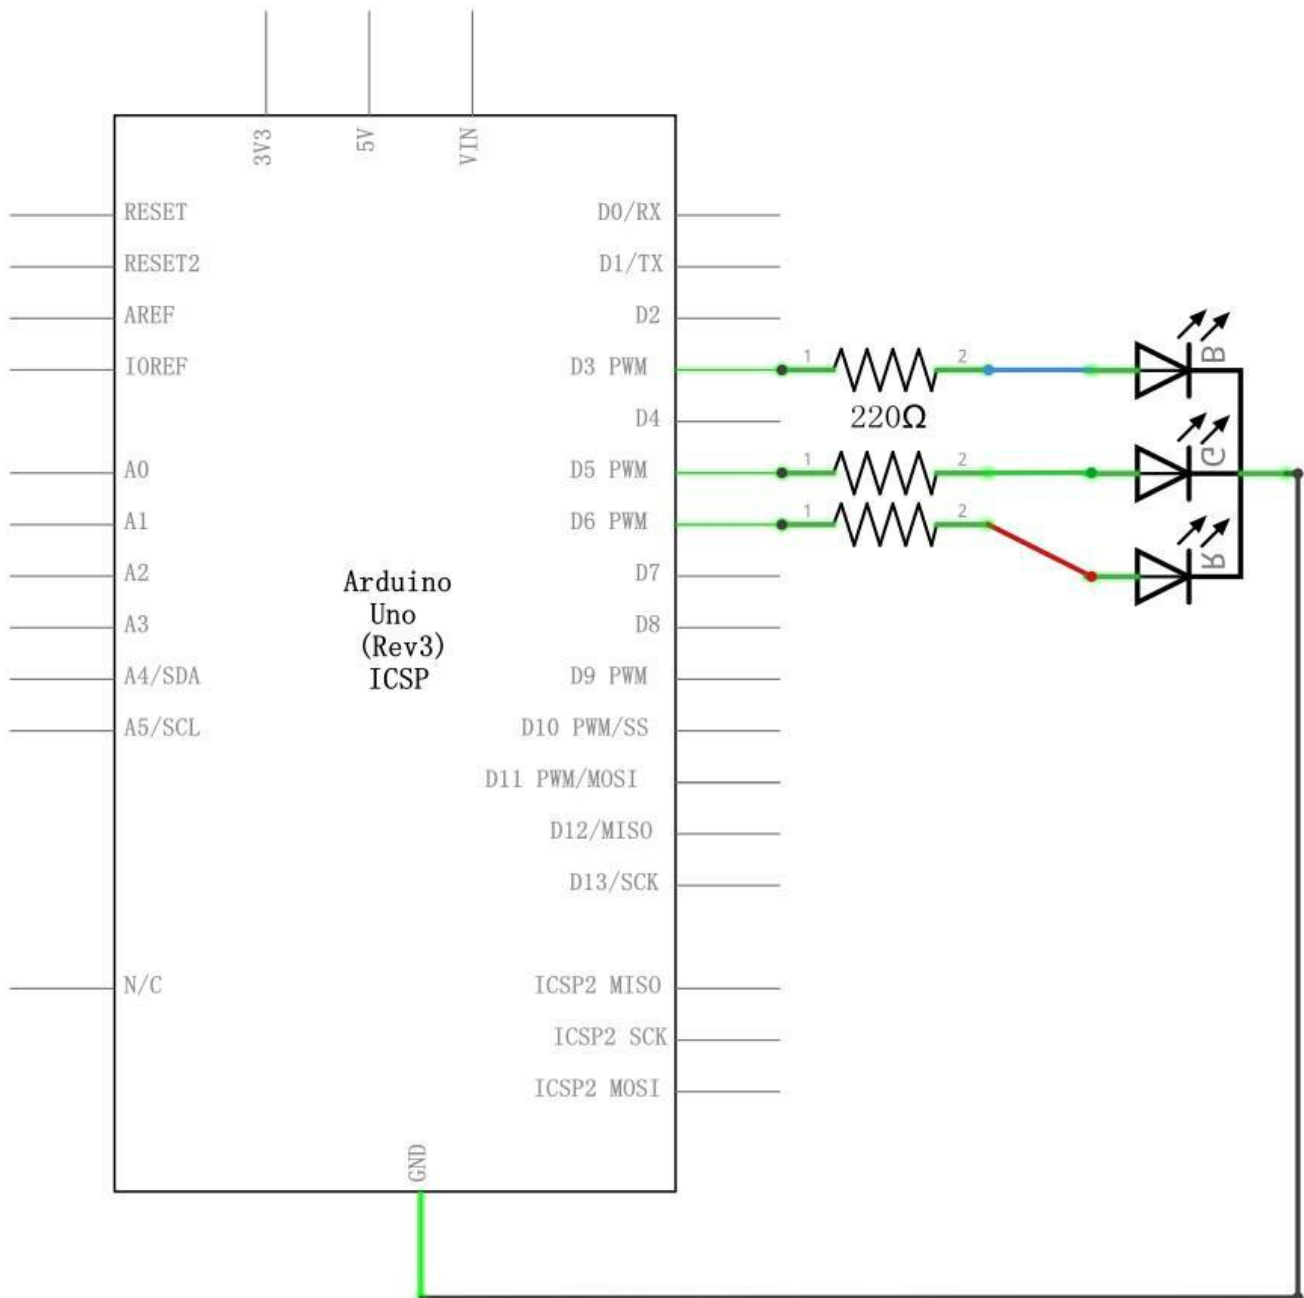 3V3
5V
VIN
RESET
D0/RX
RESET2
D1/TX
AREF
D2
IOREF
D3 PWM
1
2
B
220Ω
D4
A0
D5 PWM
1
2
G
A1
D6 PWM
1
2
R
A2
D7
A3
D8
A4/SDA
D9 PWM
A5/SCL
D10 PWM/SS
Arduino
Uno
(Rev3)
ICSP
D11 PWM/MOSI
D12/MISO
D13/SCK
N/C
ICSP2 MISO
ICSP2 SCK
ICSP2 MOSI
GND